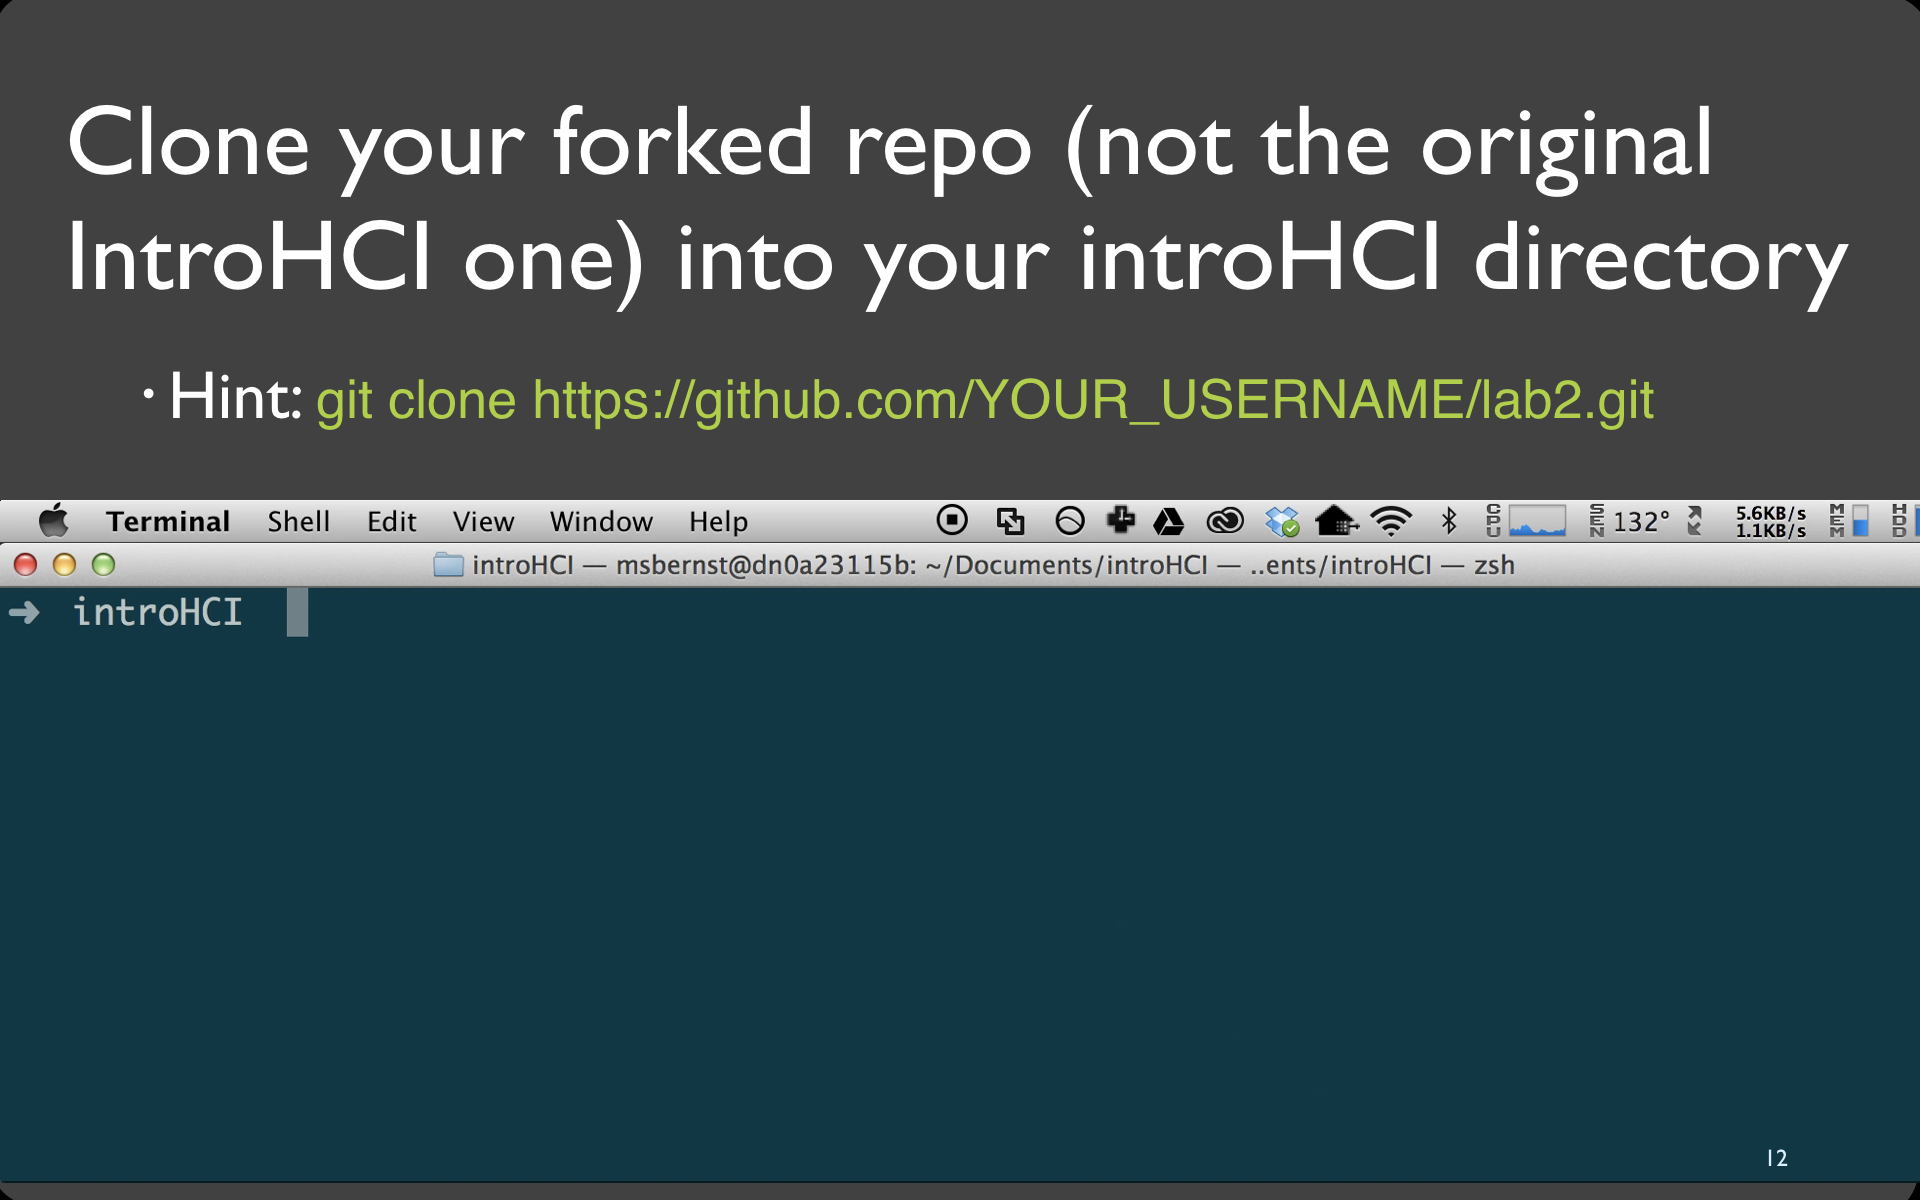 Clone your forked repo (not the original
IntroHCI one) into your introHCI directory
• Hint: git clone https://github.com/YOUR_USERNAME/lab2.git
Terminal Shell Edit View Window Help CPU SEN 132° 5.6KB/s MEM HDD
1.1KB/s
introHCI — msbernst@dn0a23115b: ~/Documents/introHCI — ..ents/introHCI — zsh
➜ introHCI
12